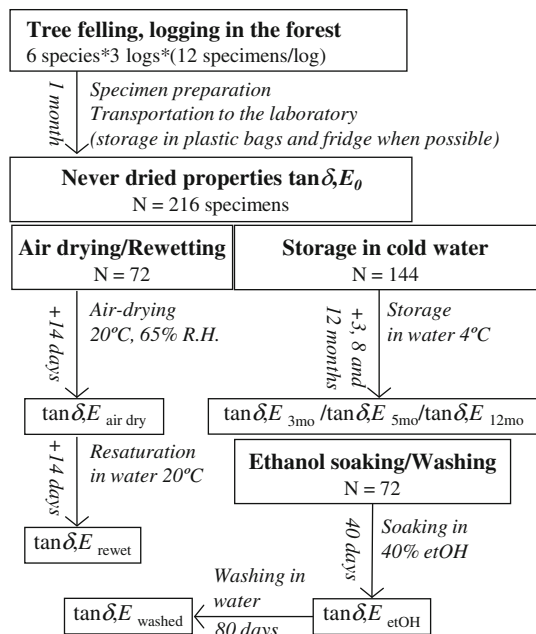 Tree felling, logging in the forest
6 species*3 logs*(12 specimens/log)
1 month
Specimen preparation
Transportation to the laboratory
(storage in plastic bags and fridge when possible)
Never dried properties tanδ,E0
N = 216 specimens
Air drying/Rewetting
N = 72
Storage in cold water
N = 144
+14 days
Air-drying
20ºC, 65% R.H.
+3, 8 and
12 months
Storage
in water 4ºC
tanδ,E air dry
tanδ,E 3mo /tanδ,E 5mo/tanδ,E 12mo
+14 days
Resaturation
in water 20ºC
Ethanol soaking/Washing
N = 72
tanδ,E rewet
40 days
Soaking in
40% etOH
Washing in
water
80 days
tanδ,E washed
tanδ,E etOH